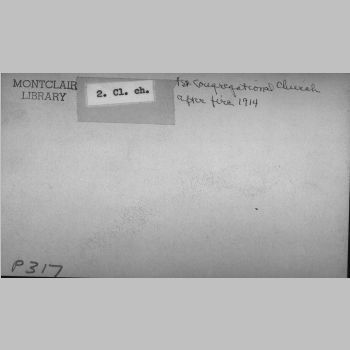 MONTCLAIR
LIBRARY
2. Cl. ch.
1st Congregational Church
after fire 1914
P317